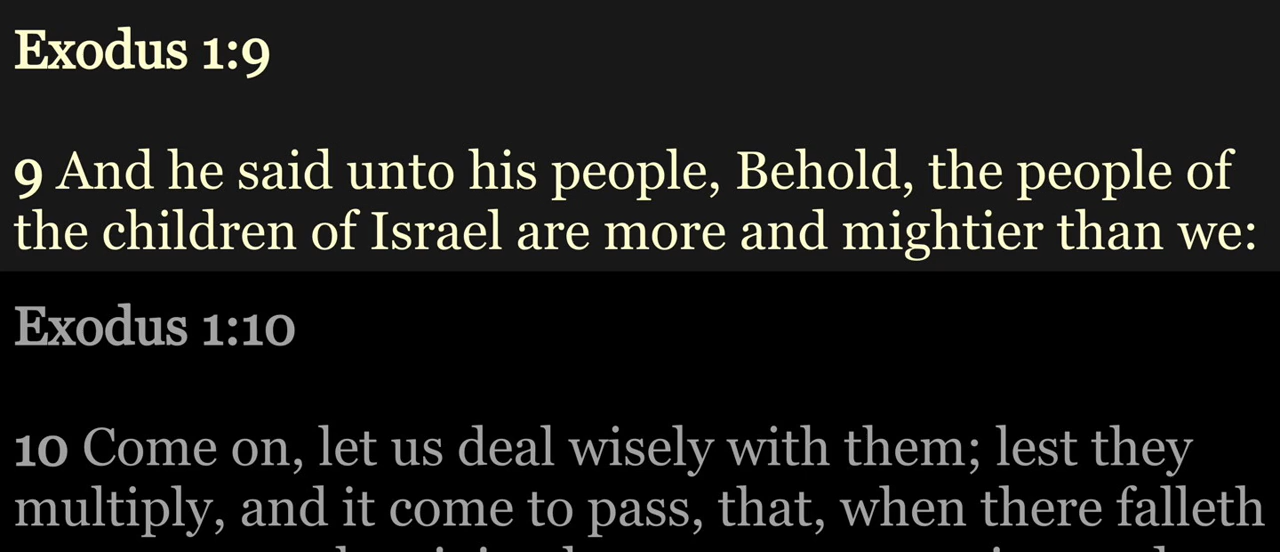 Exodus 1:9
9 And he said unto his people, Behold, the people of
the children of Israel are more and mightier than we:
Exodus 1:10
10 Come on, let us deal wisely with them; lest they
multiply, and it come to pass, that, when there falleth